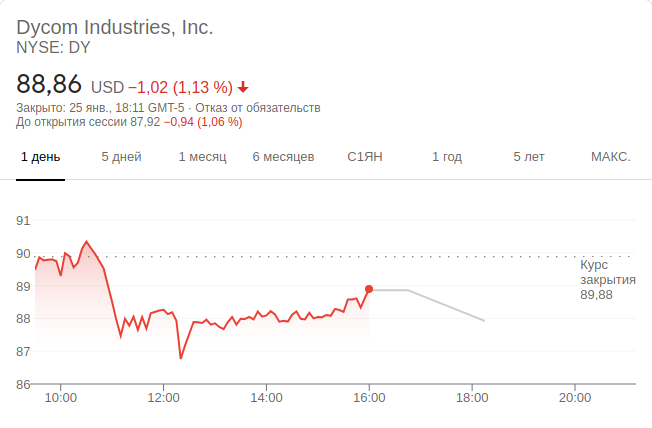 Dycom Industries, Inc.
NYSE: DY
88,86 USD −1,02 (1,13 %)
Закрыто: 25 янв., 18:11 GMT-5 · Отказ от обязательств
До открытия сессии 87,92 −0,94 (1,06 %)
1 день 5 дней 1 месяц 6 месяцев С1ЯН 1 год 5 лет МАКС.
91
90
Курс
закрытия
89,88
89
88
87
86
10:00 12:00 14:00 16:00 18:00 20:00